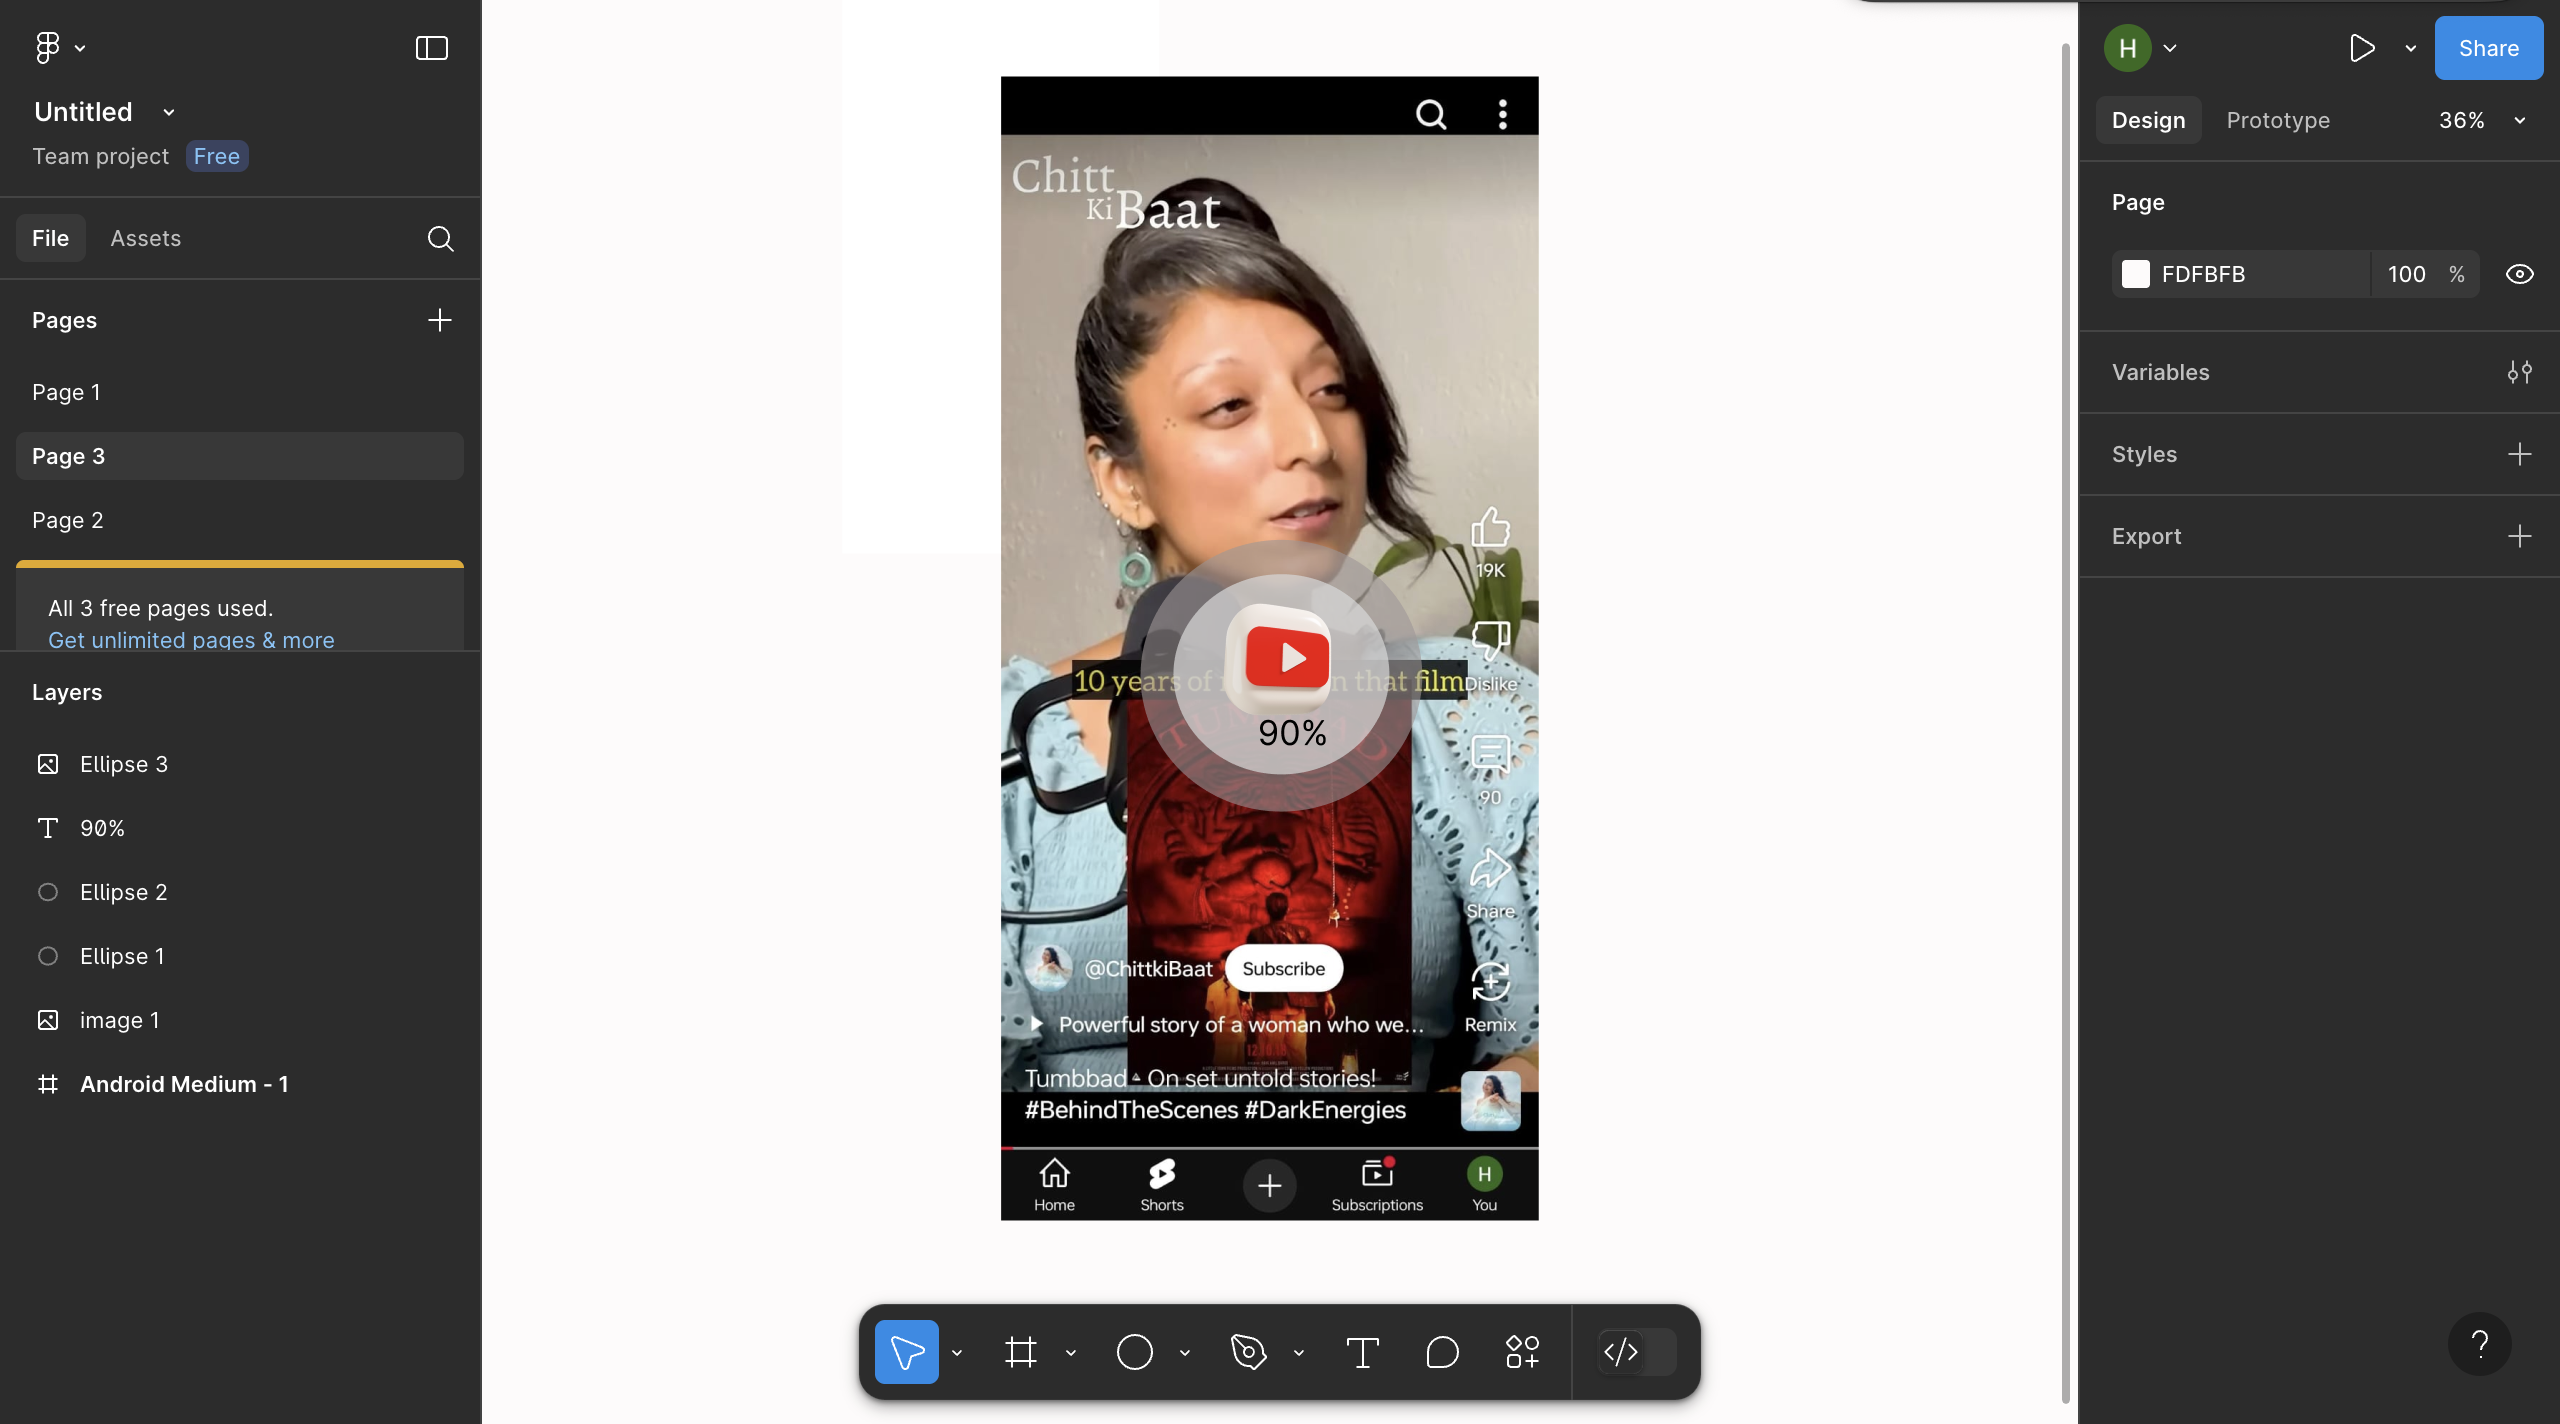 Untitled
Team project Free
File Assets
Pages
Page 1
Page 3
Page 2
All 3 free pages used.
Get unlimited pages & more
Layers
Ellipse 3
90%
Ellipse 2
Ellipse 1
image 1
Android Medium - 1
Chitt
Ki Baat
19K
10 years of
n that film
Dislike
90%
90
Share
@ChittkiBaat Subscribe
Powerful story of a woman who we...
Remix
12.10.18
Tumbbad - On set untold stories!
#BehindTheScenes #DarkEnergies
Home
Shorts
Subscriptions
H
You
H
Share
Design Prototype 36%
Page
FDFBFB 100 %
Variables
Styles
Export
?